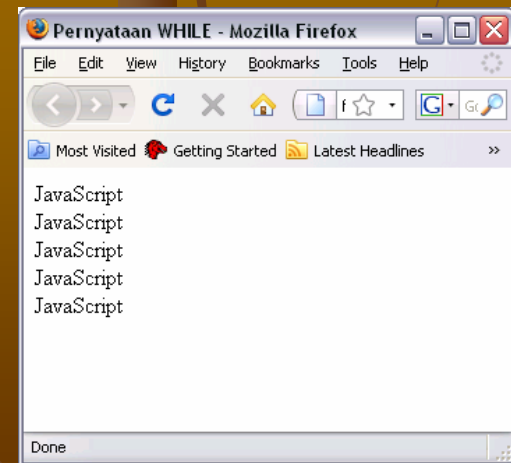 Pernyataan WHILE - Mozilla Firefox
File Edit View History Bookmarks Tools Help
f G
Most Visited Getting Started Latest Headlines »
JavaScript
JavaScript
JavaScript
JavaScript
JavaScript
Done